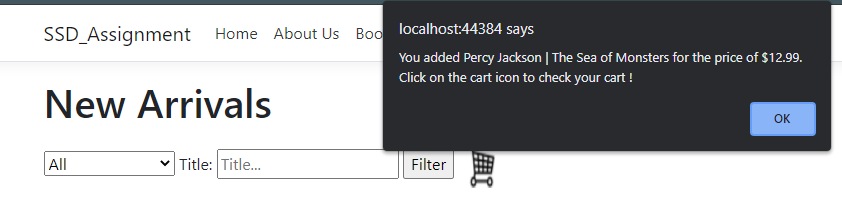 SSD_Assignment Home About Us Boo
localhost:44384 says
You added Percy Jackson | The Sea of Monsters for the price of $12.99.
Click on the cart icon to check your cart !
OK
New Arrivals
All Title: Title... Filter